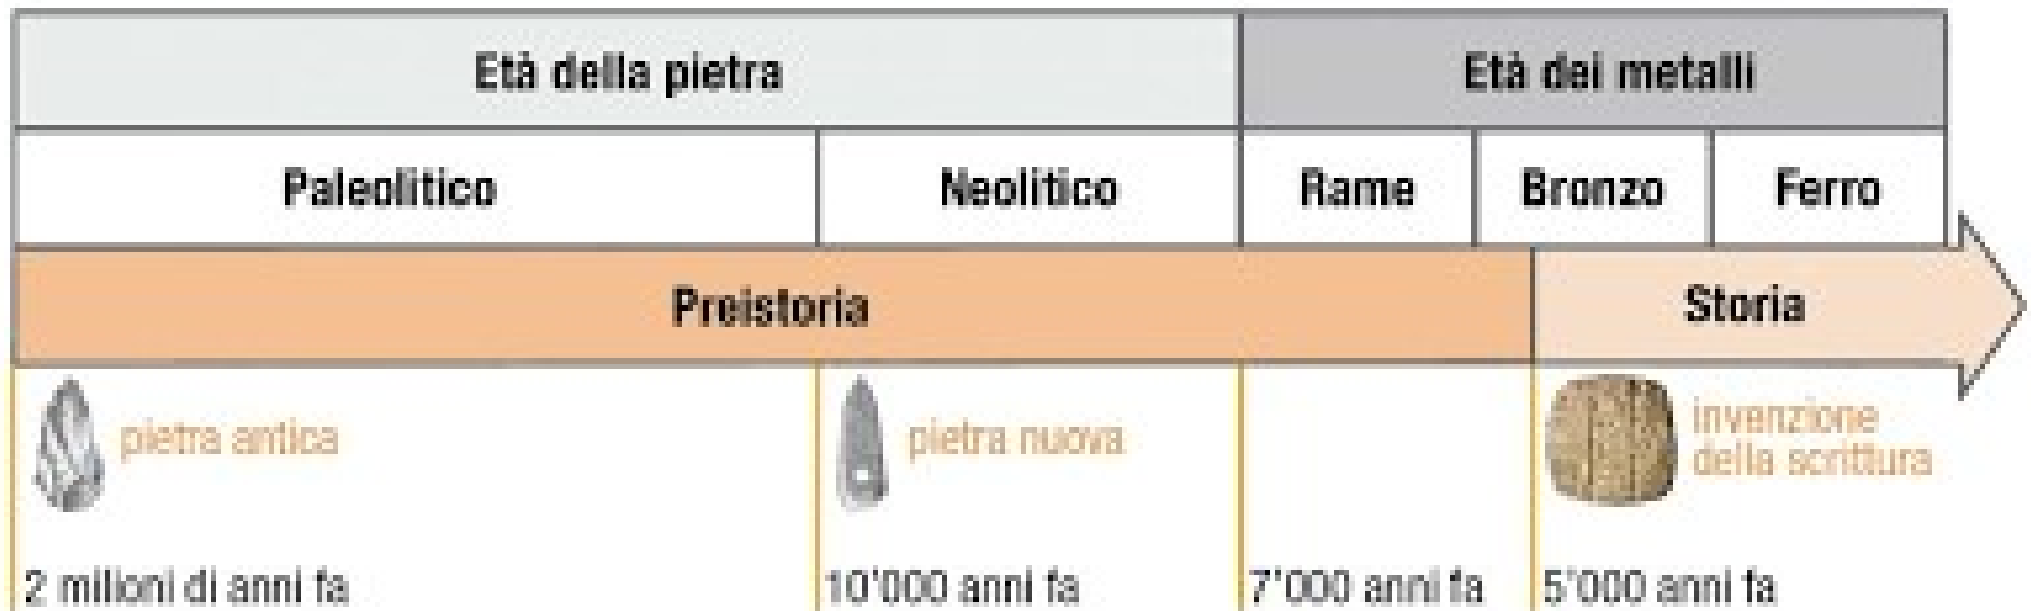 Età della pietra
Età dei metalli
Paleolitico
Neolitico
Rame
Bronzo
Ferro
Preistoria
Storia
pietra antica
pietra nuova
invenzione
della scrittura
2 milioni di anni fa
10'000 anni fa
7'000 anni fa
5'000 anni fa